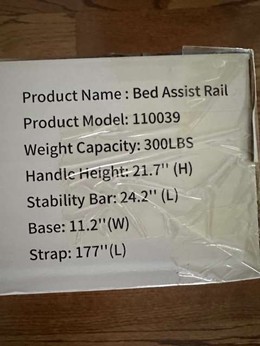 Product Name : Bed Assist Rail
Product Model: 110039
Weight Capacity: 300LBS
Handle Height: 21.7'' (H)
Stability Bar: 24.2'' (L)
Base: 11.2''(W)
Strap: 177''(L)